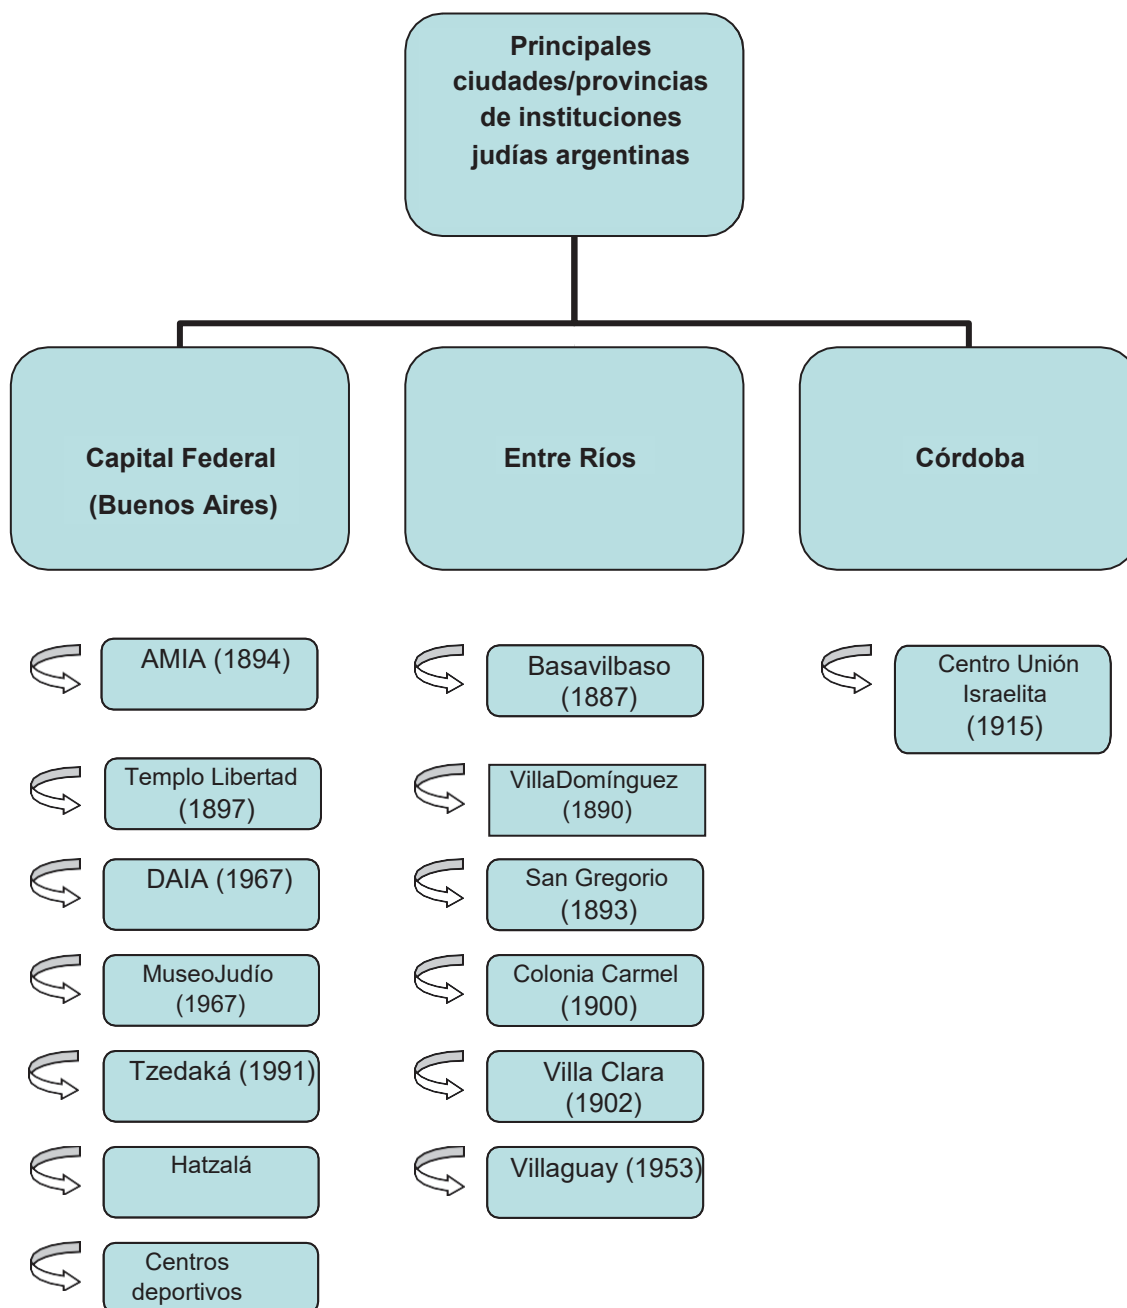 Principales
ciudades/provincias
de instituciones
judías argentinas
Capital Federal
(Buenos Aires)
Entre Ríos
Córdoba
AMIA (1894)
Templo Libertad
(1897)
DAIA (1967)
MuseoJudío
(1967)
Tzedaká (1991)
Hatzalá
Centros
deportivos
Basavilbaso
(1887)
VillaDomínguez
(1890)
San Gregorio
(1893)
Colonia Carmel
(1900)
Villa Clara
(1902)
Villaguay (1953)
Centro Unión
Israelita
(1915)